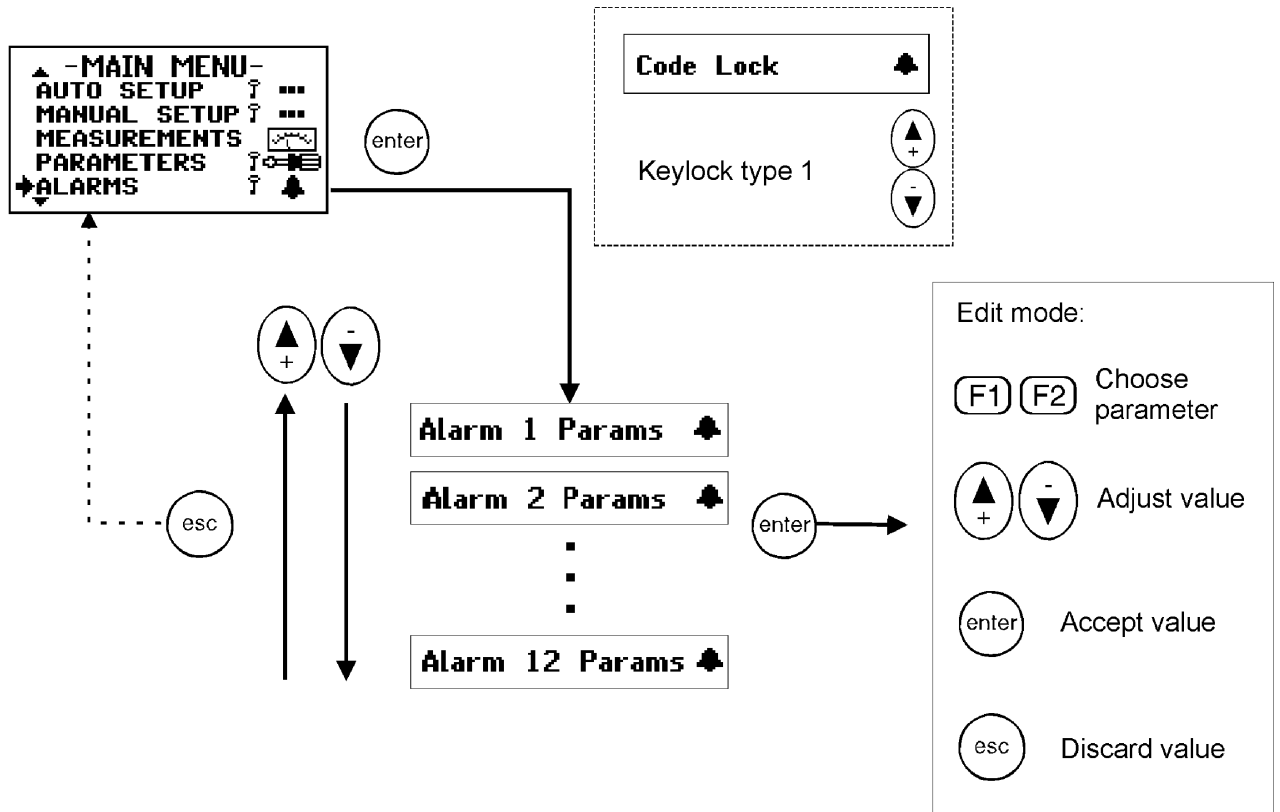 -MAIN MENU-
AUTO SETUP
MANUAL SETUP
MEASUREMENTS
PARAMETERS
ALARMS
enter
Code Lock
Keylock type 1
+
-
+
-
esc
Alarm 1 Params
Alarm 2 Params
Alarm 12 Params
enter
Edit mode:
F1 F2 Choose
parameter
+
-
Adjust value
enter Accept value
esc Discard value